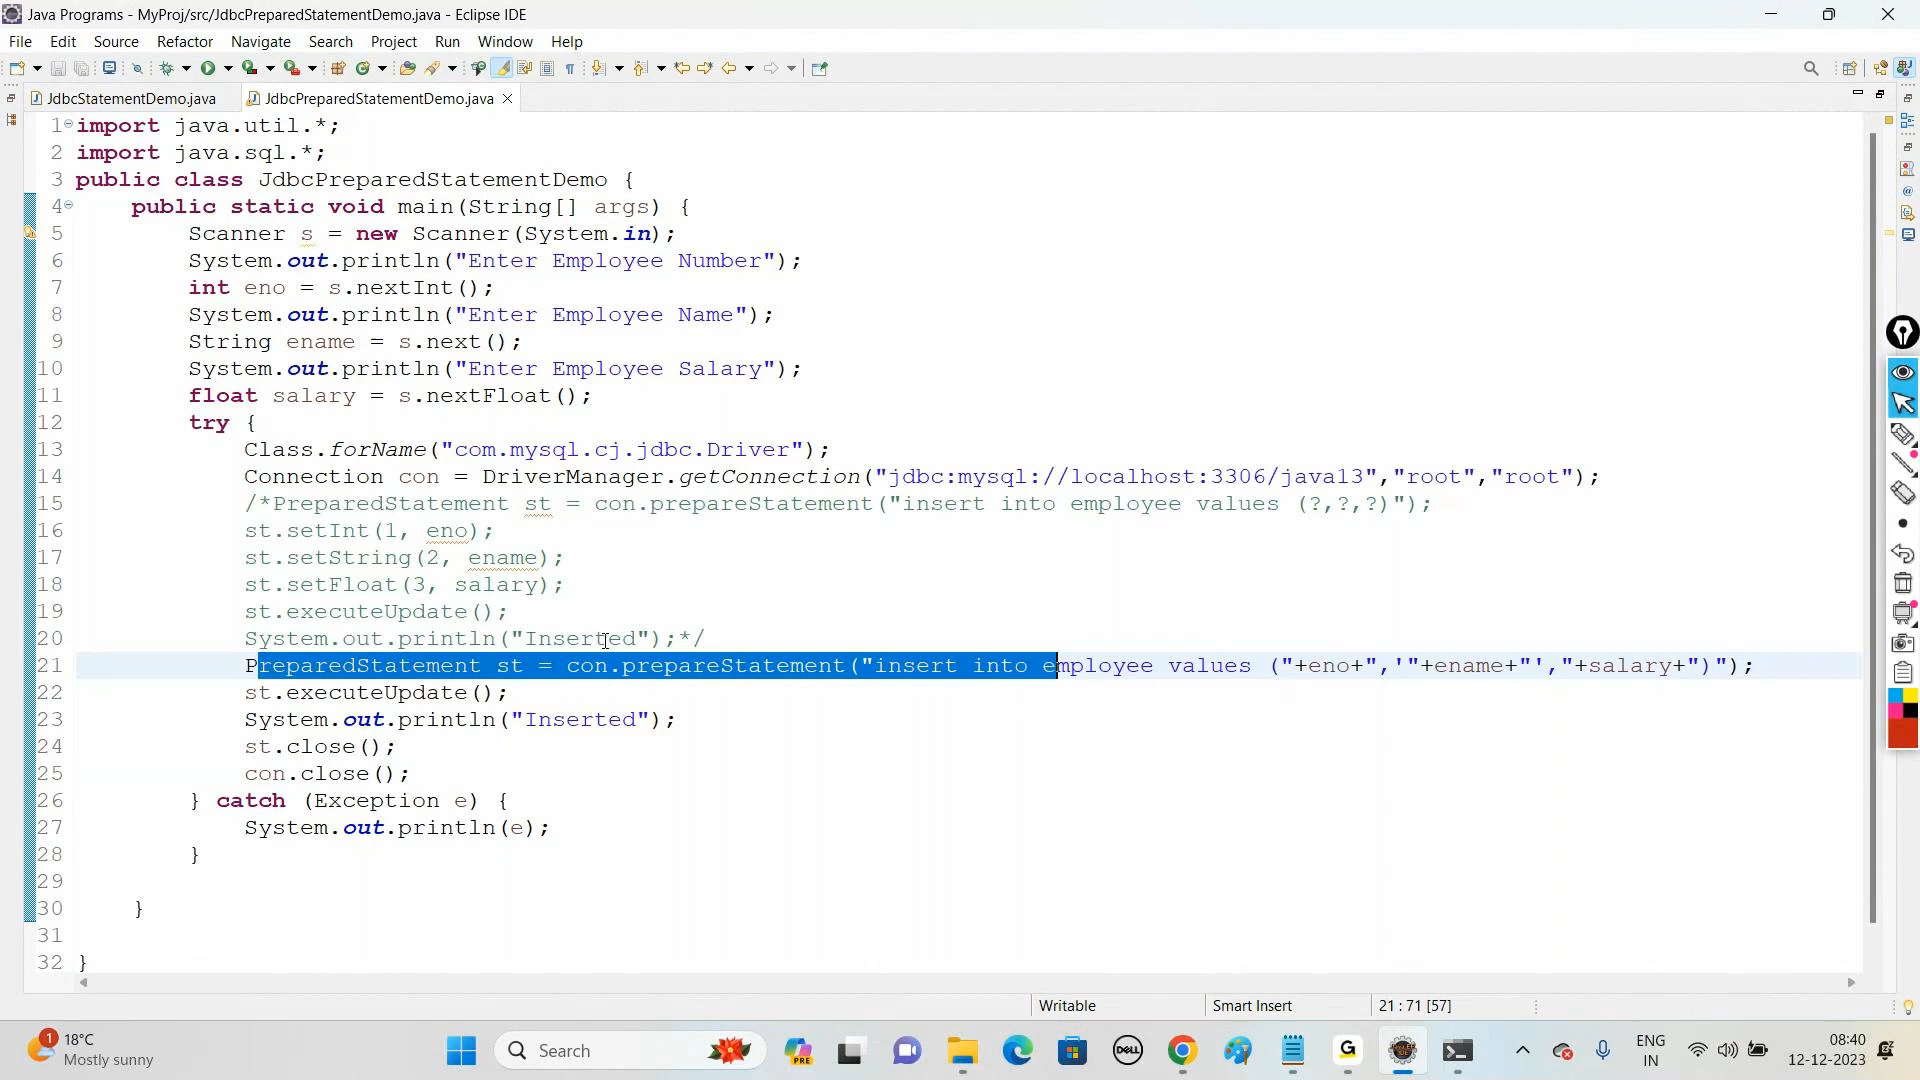 Java Programs - MyProj/src/JdbcPreparedStatementDemo.java - Eclipse IDE
File Edit Source Refactor Navigate Search Project Run Window Help
JdbcStatementDemo.java JdbcPreparedStatementDemo.java
1 import java.util.*;
2 import java.sql.*;
3 public class JdbcPreparedStatementDemo {
4 public static void main(String[] args) {
5 Scanner s = new Scanner(System.in);
6 System.out.println("Enter Employee Number");
7 int eno = s.nextInt();
8 System.out.println("Enter Employee Name");
9 String ename = s.next();
10 System.out.println("Enter Employee Salary");
11 float salary = s.nextFloat();
12 try {
13 Class.forName("com.mysql.cj.jdbc.Driver");
14 Connection con = DriverManager.getConnection("jdbc:mysql://localhost:3306/java13","root","root");
15 /*PreparedStatement st = con.prepareStatement("insert into employee values (?,?,?)");
16 st.setInt(1, eno);
17 st.setString(2, ename);
18 st.setFloat(3, salary);
19 st.executeUpdate();
20 System.out.println("Inserted");*/
21 PreparedStatement st = con.prepareStatement("insert into employee values ("+eno+",'"+ename+"',"+salary+")");
22 st.executeUpdate();
23 System.out.println("Inserted");
24 st.close();
25 con.close();
26 } catch (Exception e) {
27 System.out.println(e);
28 }
29
30 }
31
32 }
Writable Smart Insert 21 : 71 [57]
1 18°C
Mostly sunny
Search
PRE
DELL
G
ENG
IN
08:40
12-12-2023